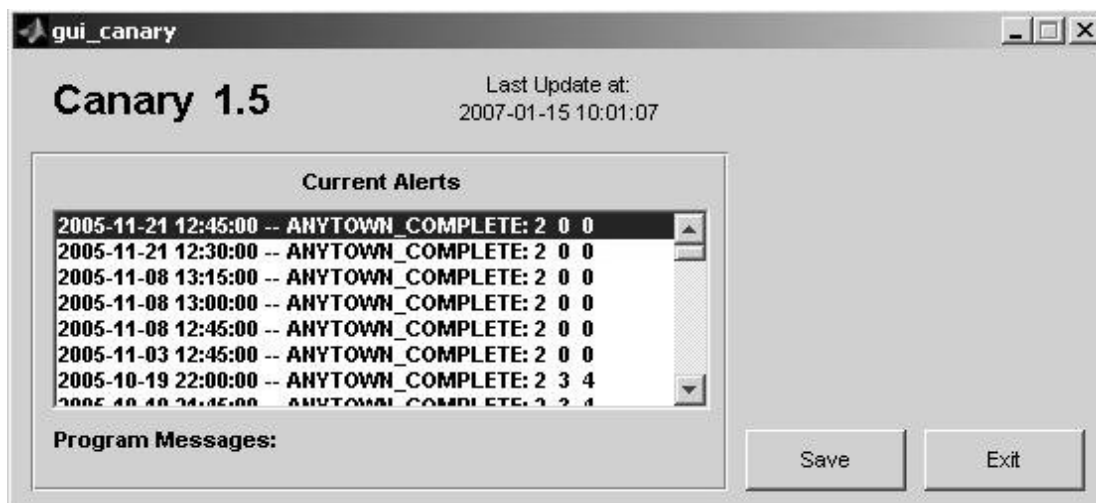 gui_canary
Canary 1.5
Last Update at:
2007-01-15 10:01:07
Current Alerts
2005-11-21 12:45:00 -- ANYTOWN_COMPLETE: 2 0 0
2005-11-21 12:30:00 -- ANYTOWN_COMPLETE: 2 0 0
2005-11-08 13:15:00 -- ANYTOWN_COMPLETE: 2 0 0
2005-11-08 13:00:00 -- ANYTOWN_COMPLETE: 2 0 0
2005-11-08 12:45:00 -- ANYTOWN_COMPLETE: 2 0 0
2005-11-03 12:45:00 -- ANYTOWN_COMPLETE: 2 0 0
2005-10-19 22:00:00 -- ANYTOWN_COMPLETE: 2 3 4
ANYTOWN_COMPLETE:
Program Messages:
Save
Exit